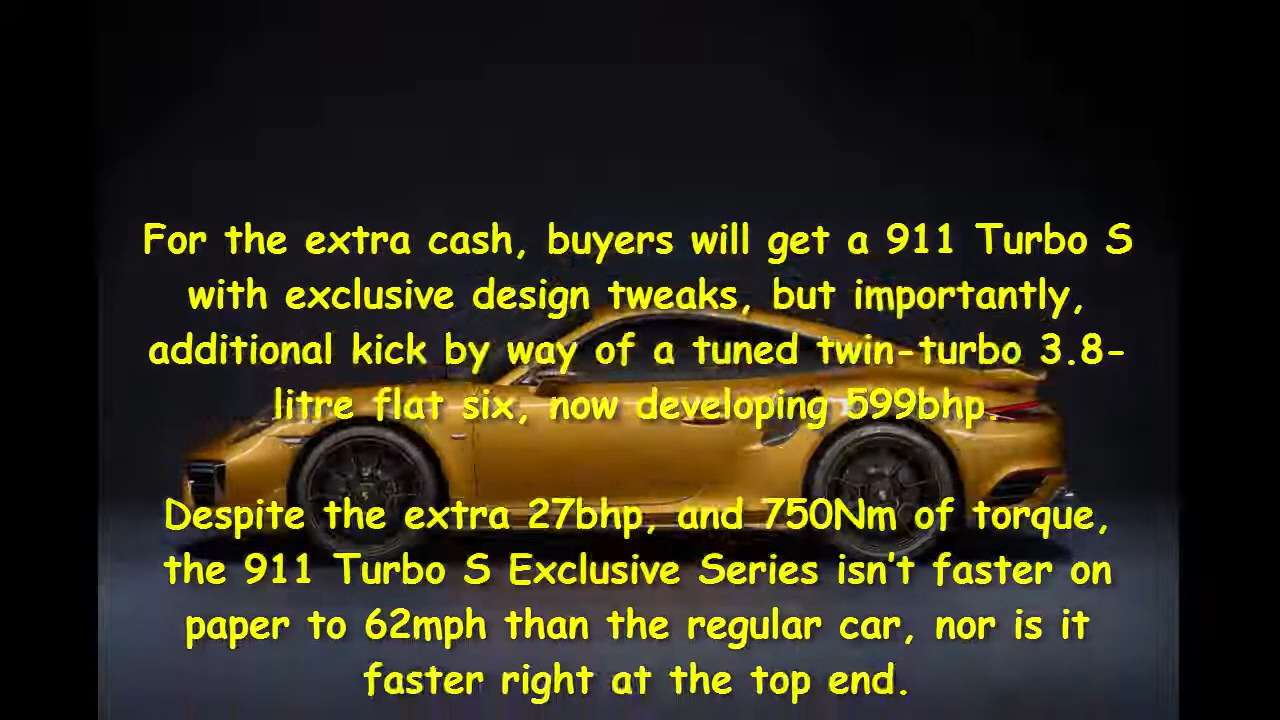 For the extra cash, buyers will get a 911 Turbo S
with exclusive design tweaks, but importantly,
additional kick by way of a tuned twin-turbo 3.8-
litre flat six, now developing 599bhp.
Despite the extra 27bhp, and 750Nm of torque,
the 911 Turbo S Exclusive Series isn’t faster on
paper to 62mph than the regular car, nor is it
faster right at the top end.